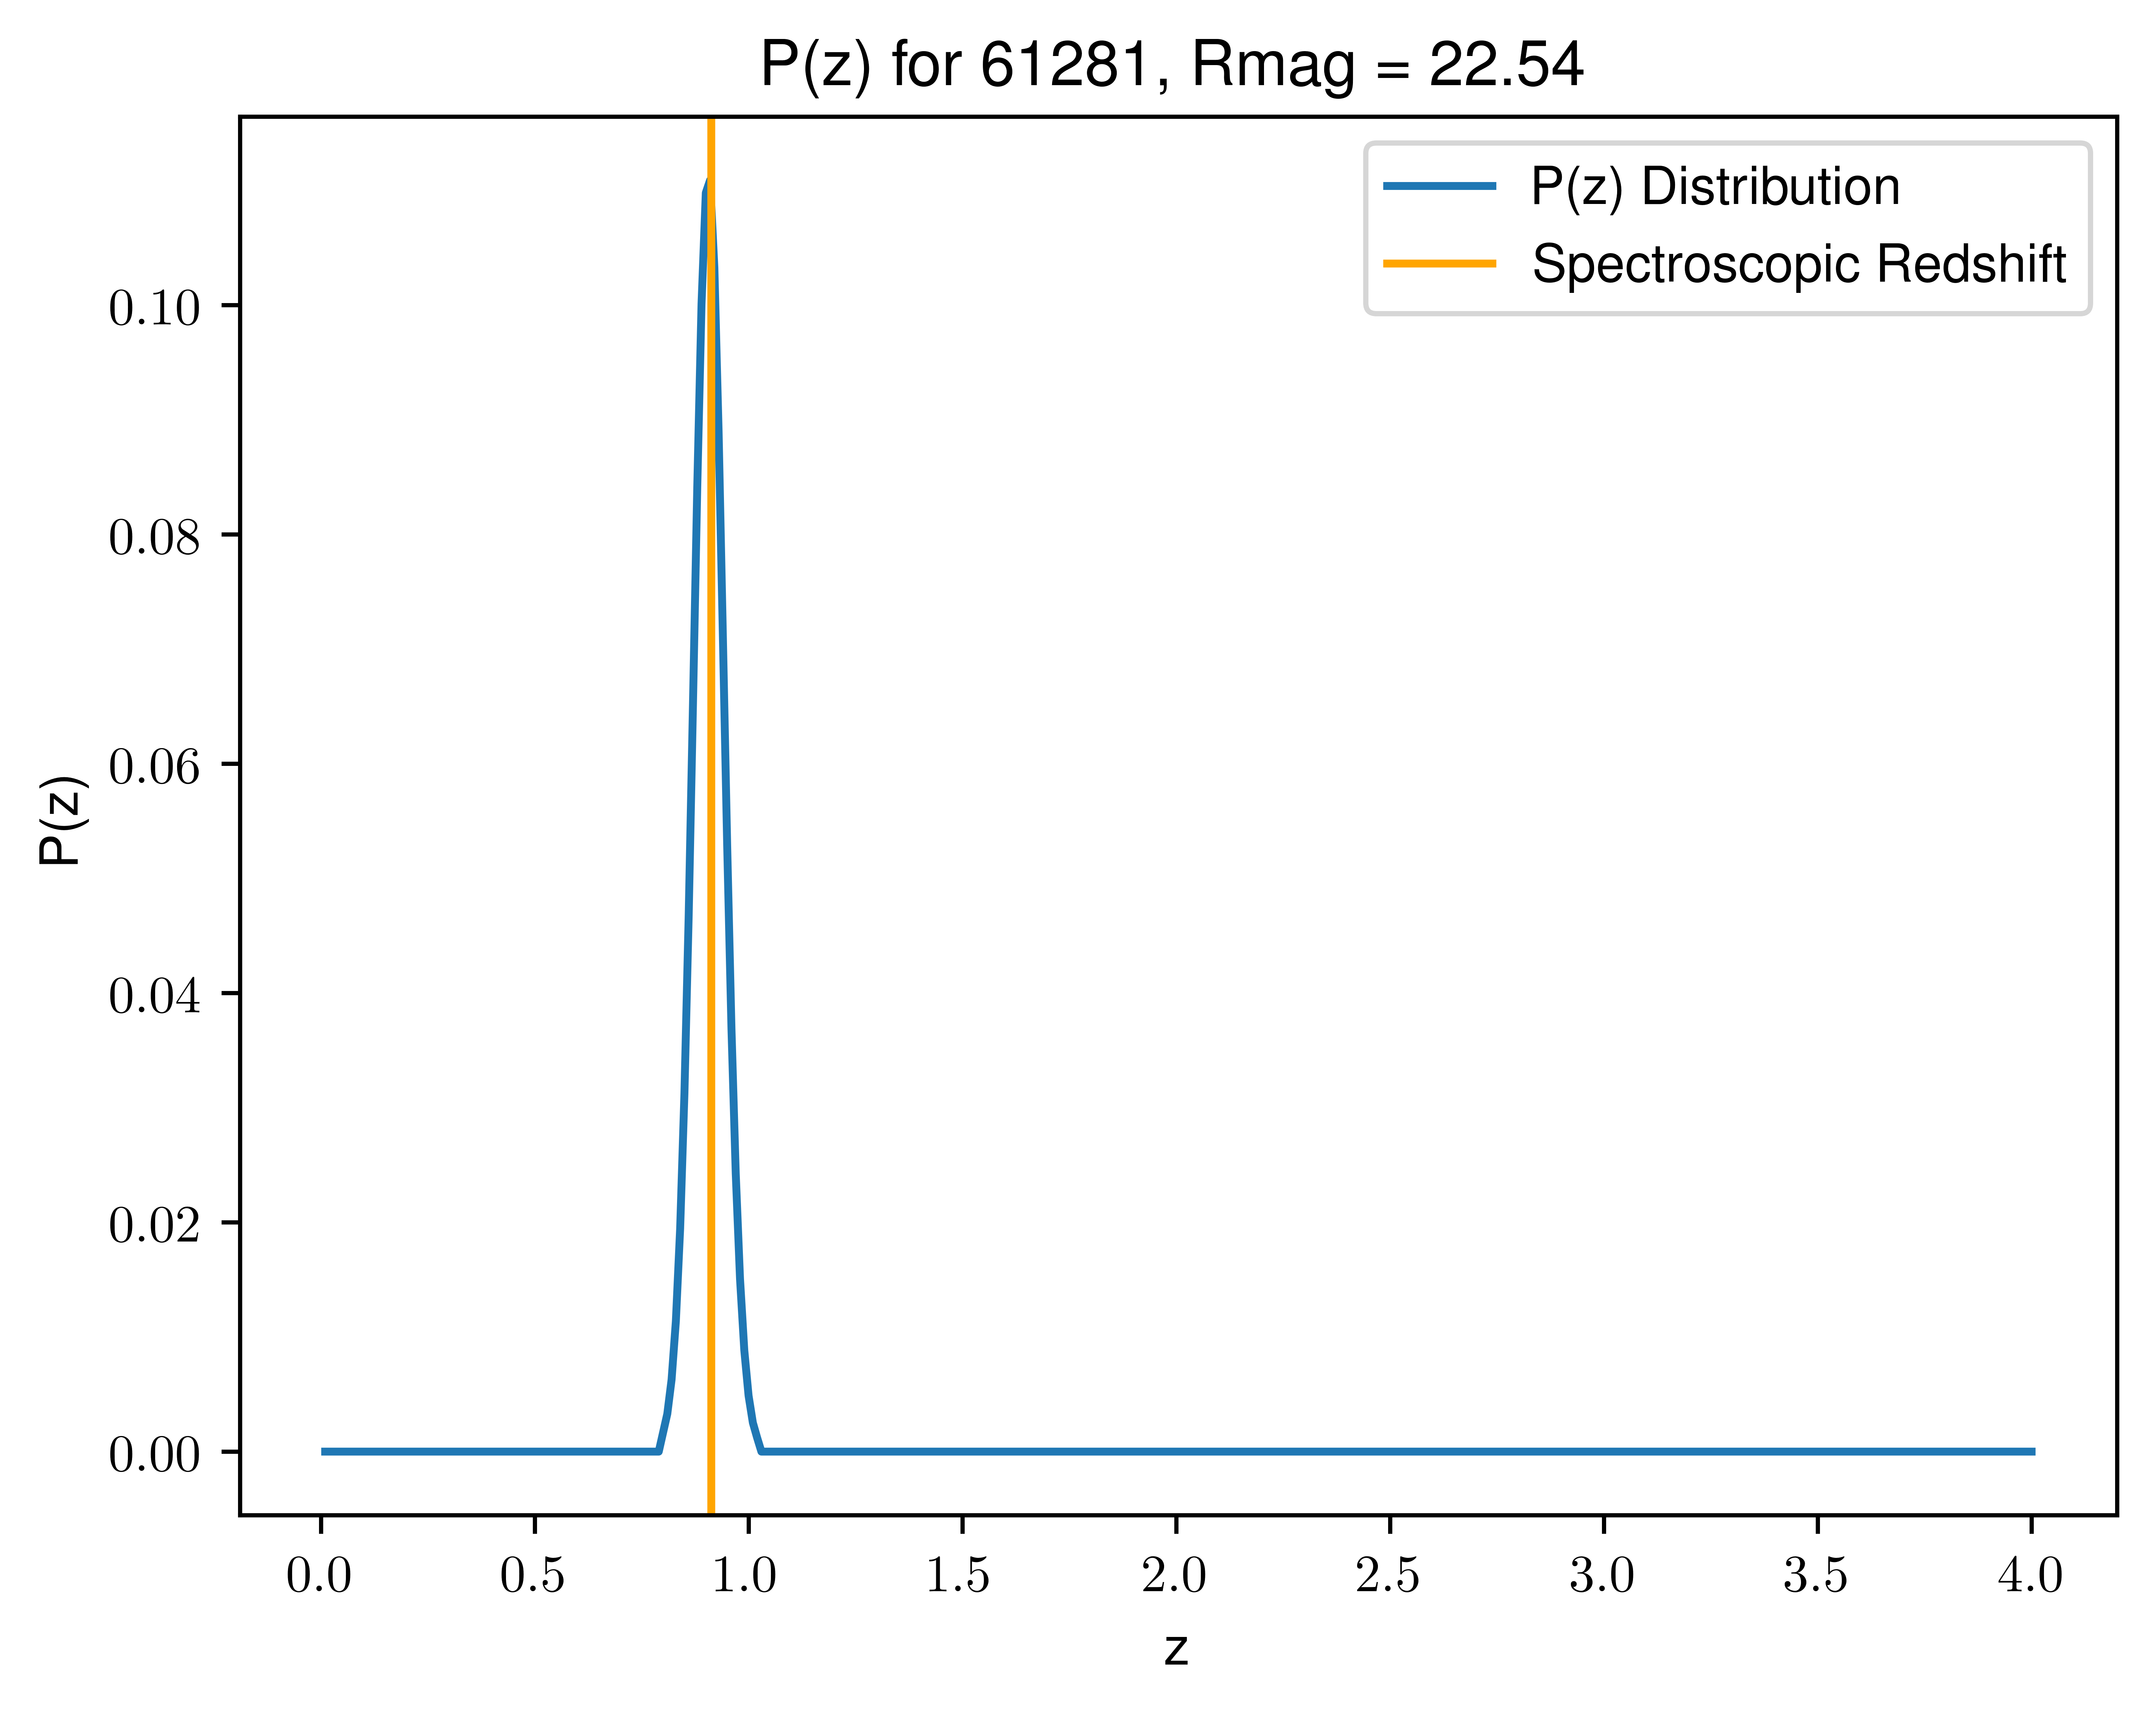 P(z) for 61281, Rmag = 22.54
P(z) Distribution
Spectroscopic Redshift
0.10
0.08
0.06
0.04
0.02
0.00
P(z)
0.0 0.5 1.0 1.5 2.0 2.5 3.0 3.5 4.0
z